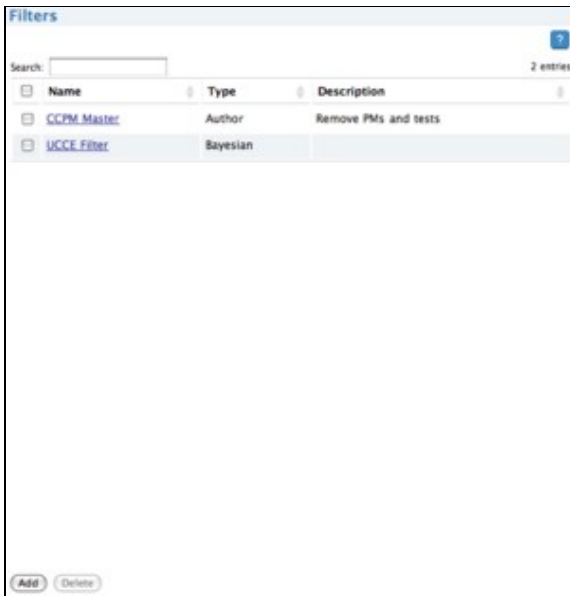 Filters
?
Search: 2 entries
Name Type Description
CCPM Master Author Remove PMs and tests
UCCE Filter Bayesian
Add Delete